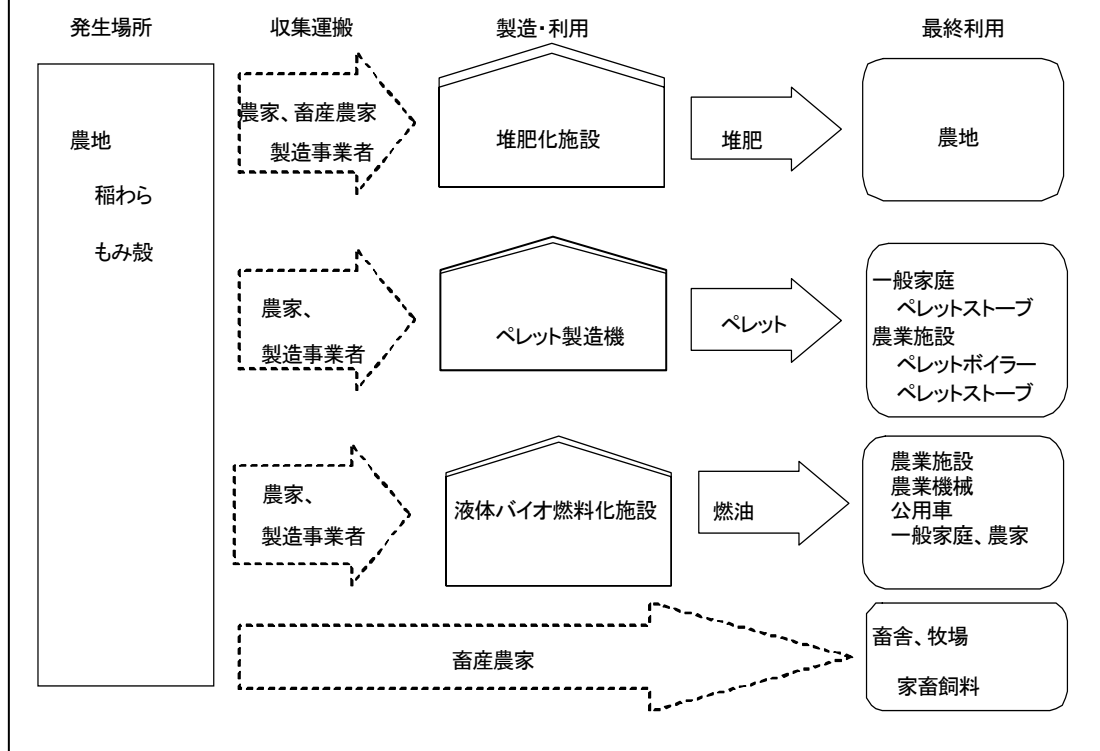 発生場所
収集運搬
製造・利用
最終利用
農地
稲わら
もみ殻
農家、畜産農家
製造事業者
堆肥化施設
堆肥
農地
農家、
製造事業者
ペレット製造機
ペレット
一般家庭
ペレットストーブ
農業施設
ペレットボイラー
ペレットストーブ
農家、
製造事業者
液体バイオ燃料化施設
燃油
農業施設
農業機械
公用車
一般家庭、農家
畜産農家
畜舎、牧場
家畜飼料